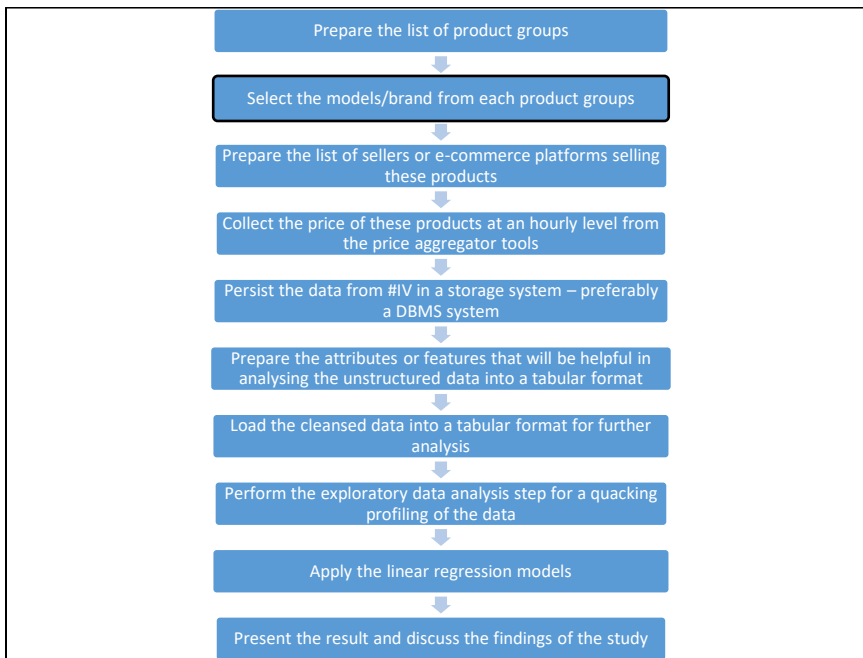 Prepare the list of product groups
Select the models/brand from each product groups
Prepare the list of sellers or e-commerce platforms selling
these products
Collect the price of these products at an hourly level from
the price aggregator tools
Persist the data from #IV in a storage system – preferably
a DBMS system
Prepare the attributes or features that will be helpful in
analysing the unstructured data into a tabular format
Load the cleansed data into a tabular format for further
analysis
Perform the exploratory data analysis step for a quacking
profiling of the data
Apply the linear regression models
Present the result and discuss the findings of the study